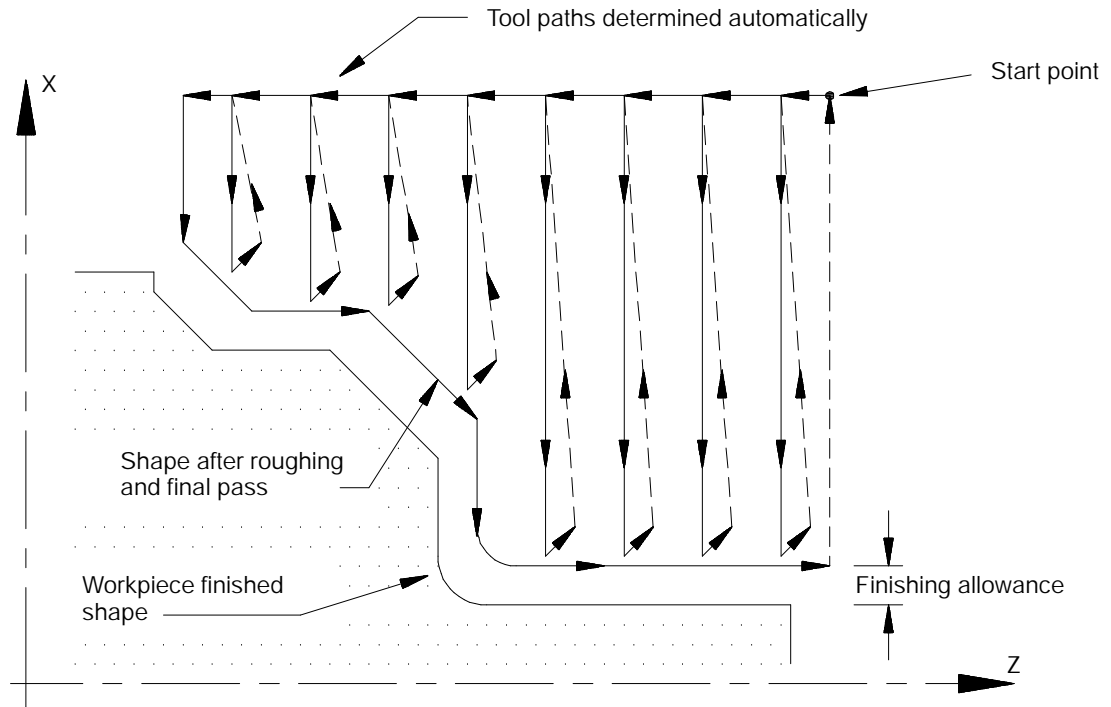 Tool paths determined automatically
X
Start point
Shape after roughing
and final pass
Workpiece finished
shape
Finishing allowance
Z